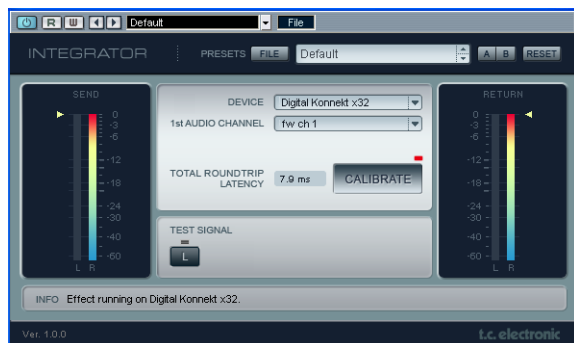 R W Default File
INTEGRATOR PRESETS FILE Default A B RESET
SEND
0
-3
-6
-12
-18
-24
-30
-40
-60
L R
DEVICE Digital Konnekt x32
1st AUDIO CHANNEL fw ch 1
TOTAL ROUNDTRIP LATENCY 7.9 ms CALIBRATE
TEST SIGNAL
L
RETURN
0
-3
-6
-12
-18
-24
-30
-40
-60
L R
INFO Effect running on Digital Konnekt x32.
Ver. 1.0.0 t.c. electronic